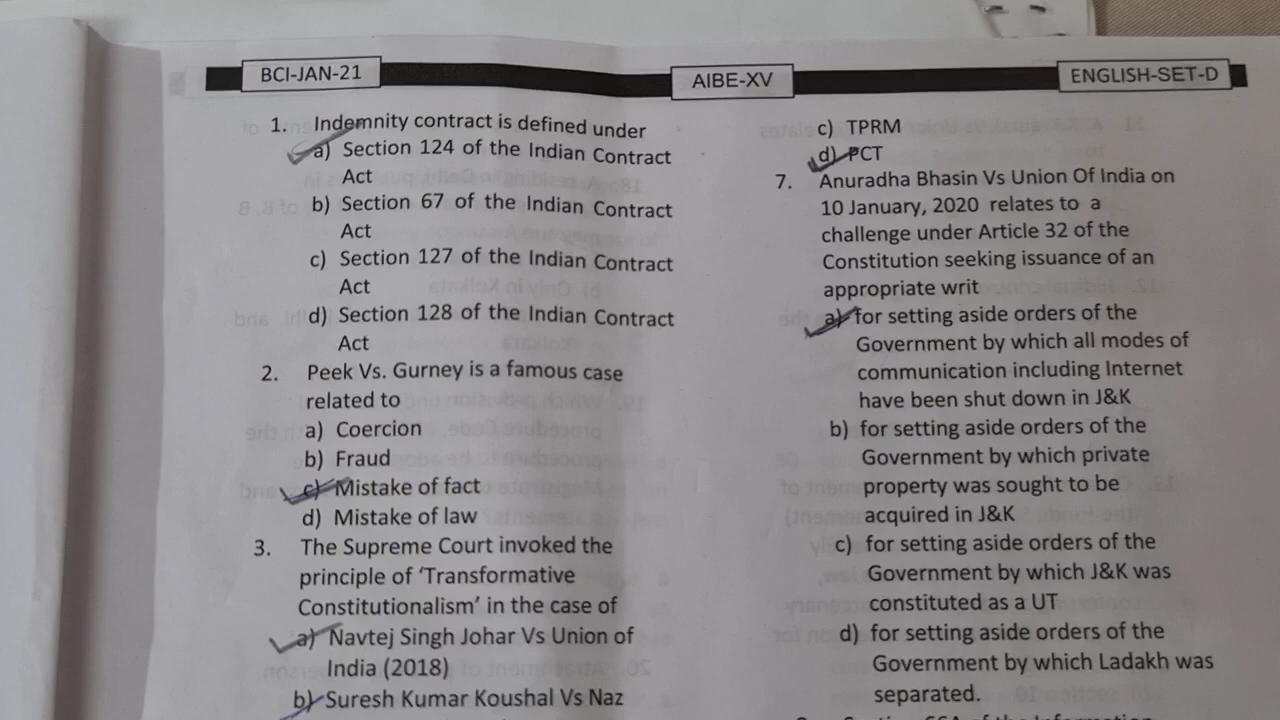 BCI-JAN-21
AIBE-XV
ENGLISH-SET-D
1. Indemnity contract is defined under
a) Section 124 of the Indian Contract
Act
b) Section 67 of the Indian Contract
Act
c) Section 127 of the Indian Contract
Act
d) Section 128 of the Indian Contract
Act
2. Peek Vs. Gurney is a famous case
related to
a) Coercion
b) Fraud
c) Mistake of fact
d) Mistake of law
3. The Supreme Court invoked the
principle of ‘Transformative
Constitutionalism’ in the case of
a) Navtej Singh Johar Vs Union of
India (2018)
b) Suresh Kumar Koushal Vs Naz
c) TPRM
d) PCT
7. Anuradha Bhasin Vs Union Of India on
10 January, 2020 relates to a
challenge under Article 32 of the
Constitution seeking issuance of an
appropriate writ
a) for setting aside orders of the
Government by which all modes of
communication including Internet
have been shut down in J&K
b) for setting aside orders of the
Government by which private
property was sought to be
acquired in J&K
c) for setting aside orders of the
Government by which J&K was
constituted as a UT
d) for setting aside orders of the
Government by which Ladakh was
separated.